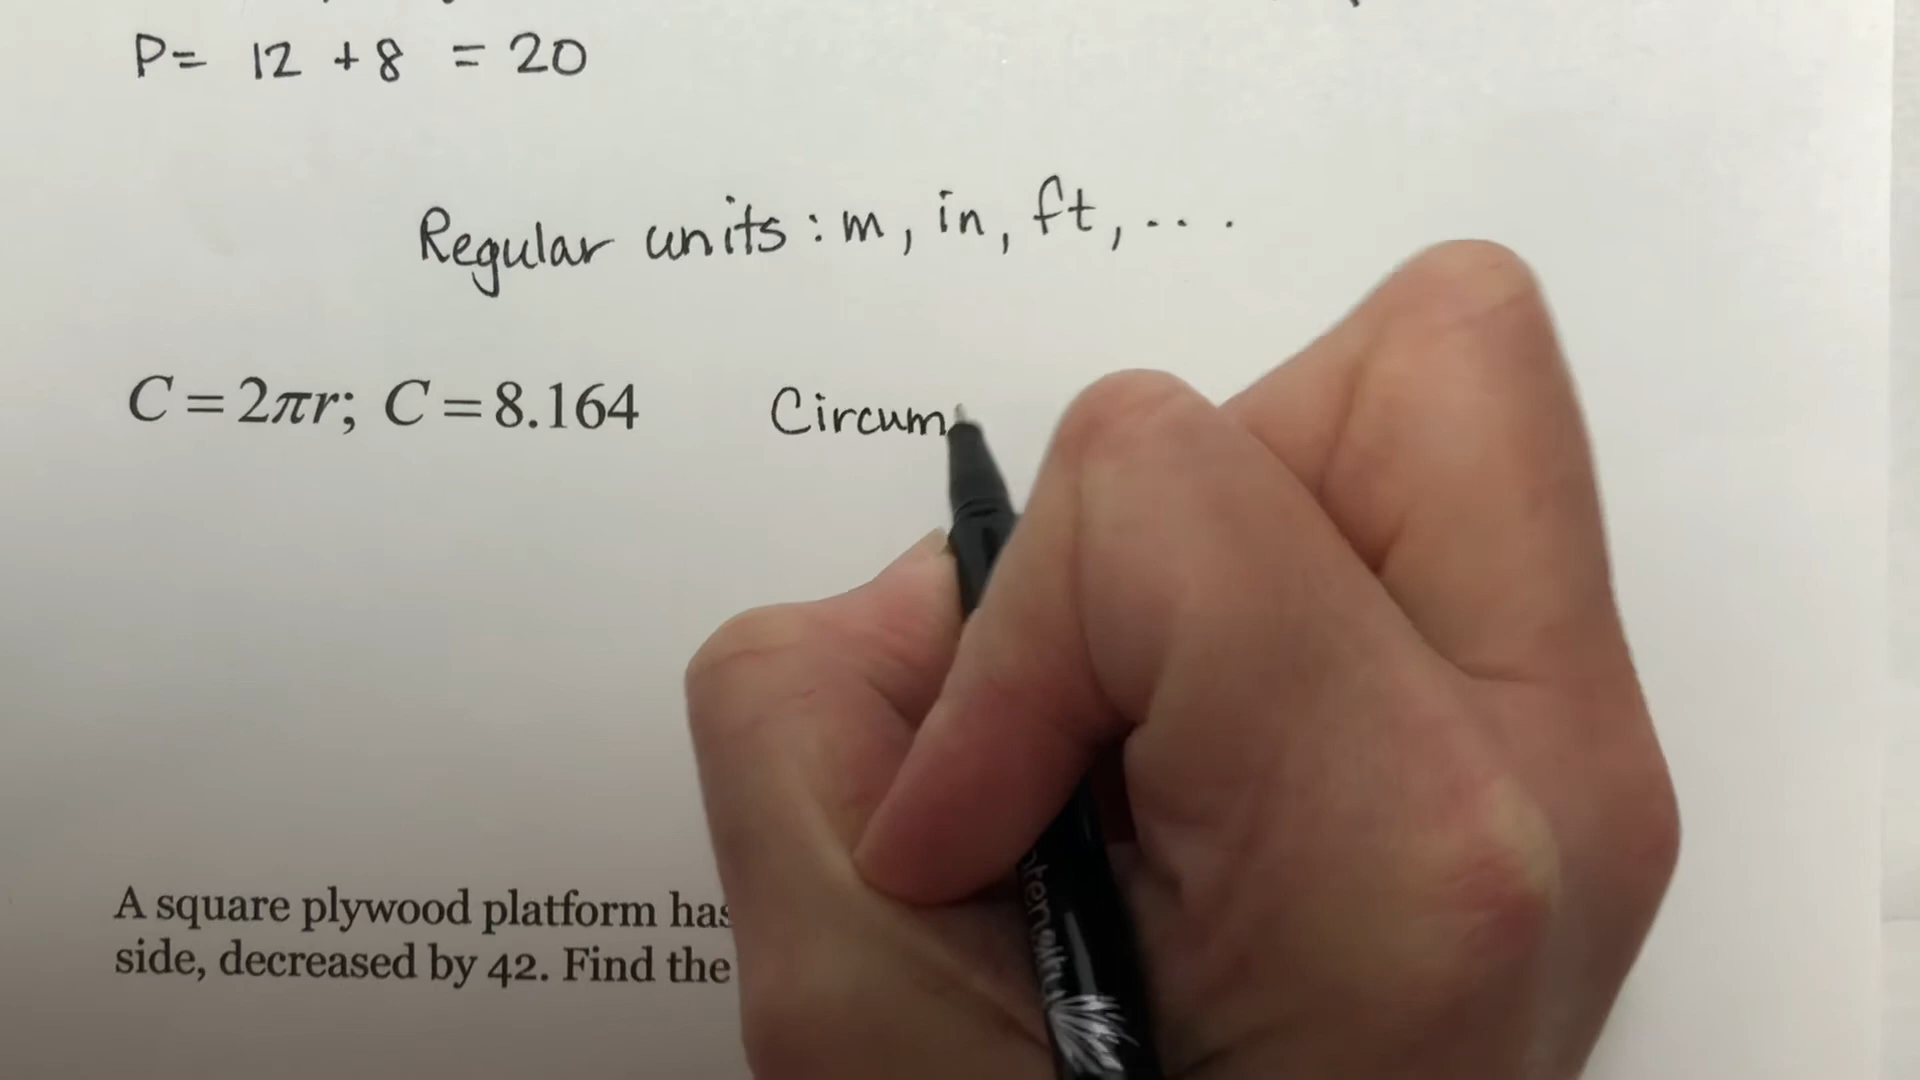 P= 12 + 8 = 20
Regular units : m, in, ft, ....
C = 2πr; C = 8.164 Circum
A square plywood platform has
side, decreased by 42. Find the